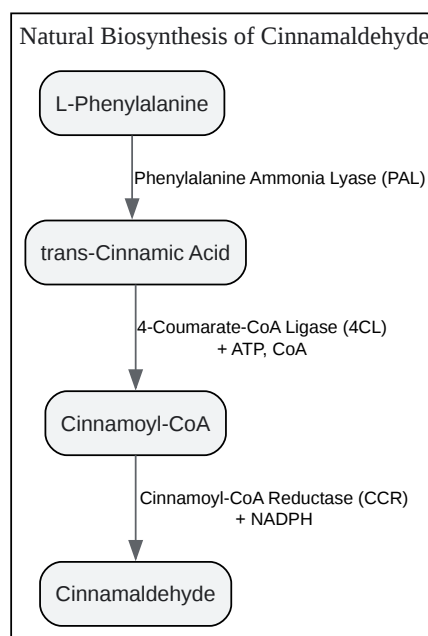 Natural Biosynthesis of Cinnamaldehyde
L-Phenylalanine
Phenylalanine Ammonia Lyase (PAL)
trans-Cinnamic Acid
4-Coumarate-CoA Ligase (4CL)
+ ATP, CoA
Cinnamoyl-CoA
Cinnamoyl-CoA Reductase (CCR)
+ NADPH
Cinnamaldehyde